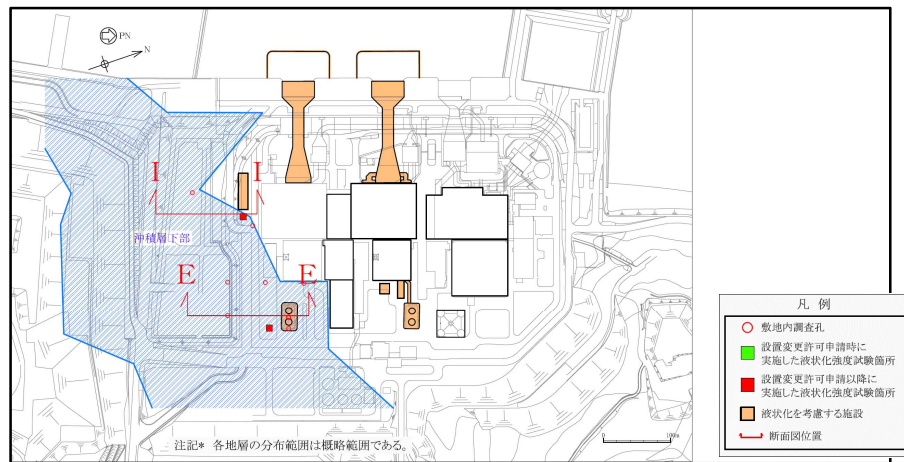 PN
N
I I
沖積層下部
E E
注記* 各地層の分布範囲は概略範囲である。
0 100m
凡 例
敷地内調査孔
設置変更許可申請時に
実施した液状化強度試験箇所
設置変更許可申請以降に
実施した液状化強度試験箇所
液状化を考慮する施設
断面図位置